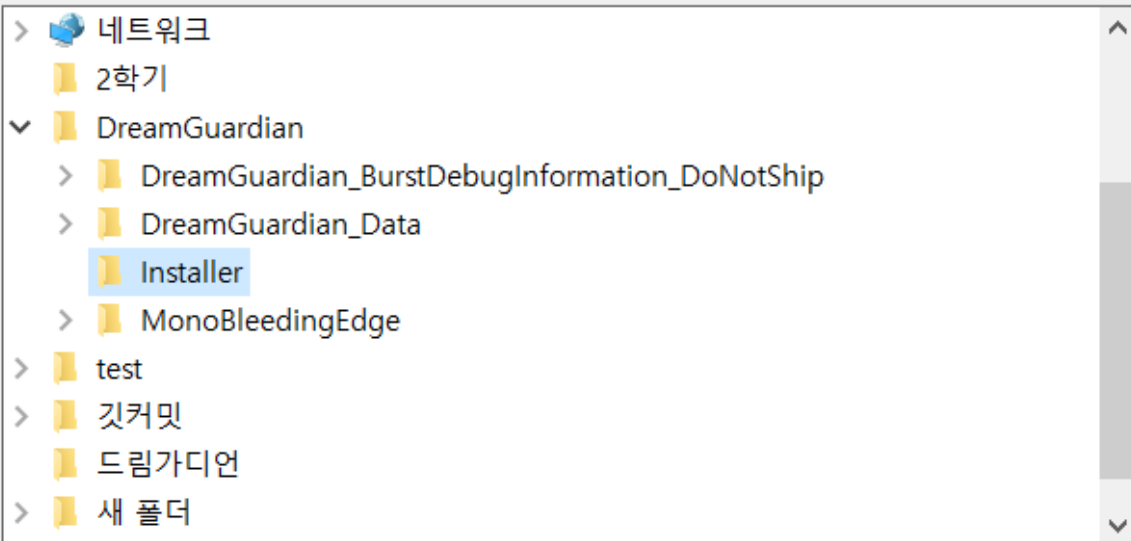 네트워크
2학기
DreamGuardian
DreamGuardian_BurstDebugInformation_DoNotShip
DreamGuardian_Data
Installer
MonoBleedingEdge
test
깃커밋
드림가디언
새 폴더